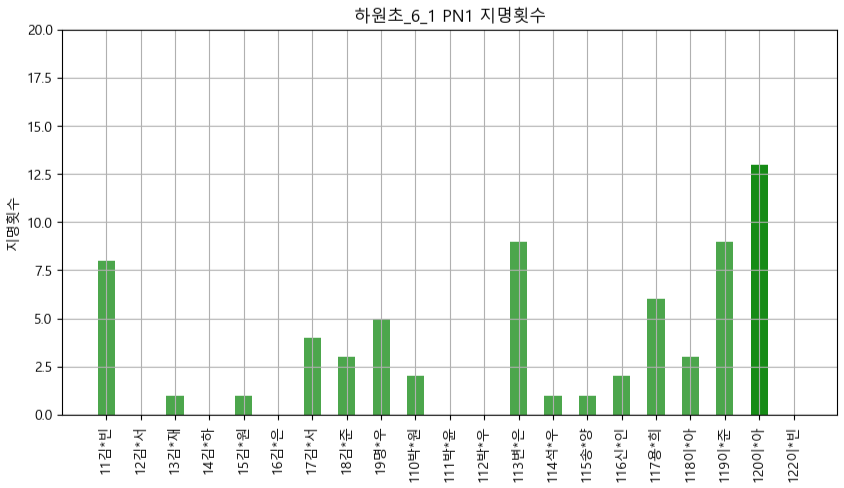 하원초_6_1 PN1 지명횟수
지명횟수
20.0
17.5
15.0
12.5
10.0
7.5
5.0
2.5
0.0
11김*빈
12김*서
13김*재
14김*하
15김*원
16김*은
17김*서
18김*준
19명*우
110박*원
111박*윤
112박*우
113변*은
114석*우
115송*양
116신*인
117용*희
118이*아
119이*준
120이*아
122이*빈